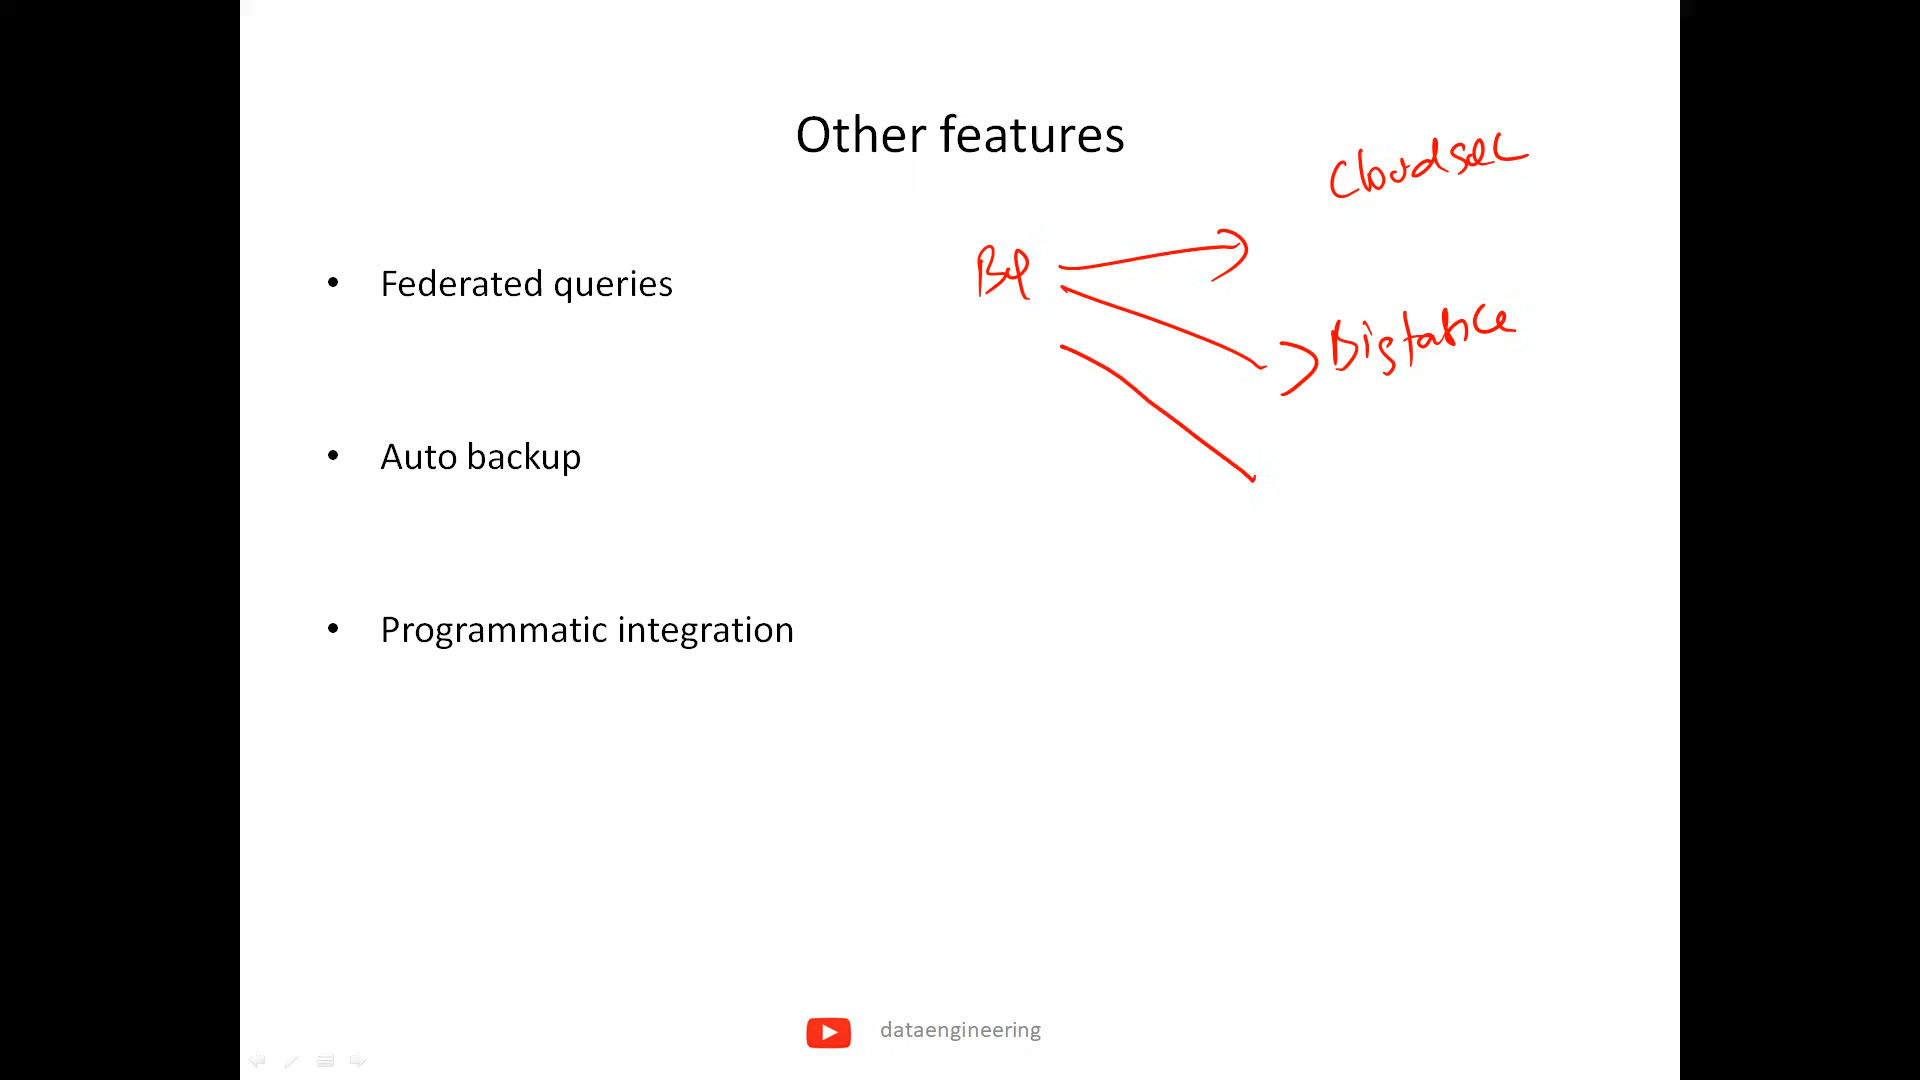 Other features
CloudSQL
BQ
• Federated queries
Bigtable
• Auto backup
• Programmatic integration
dataengineering